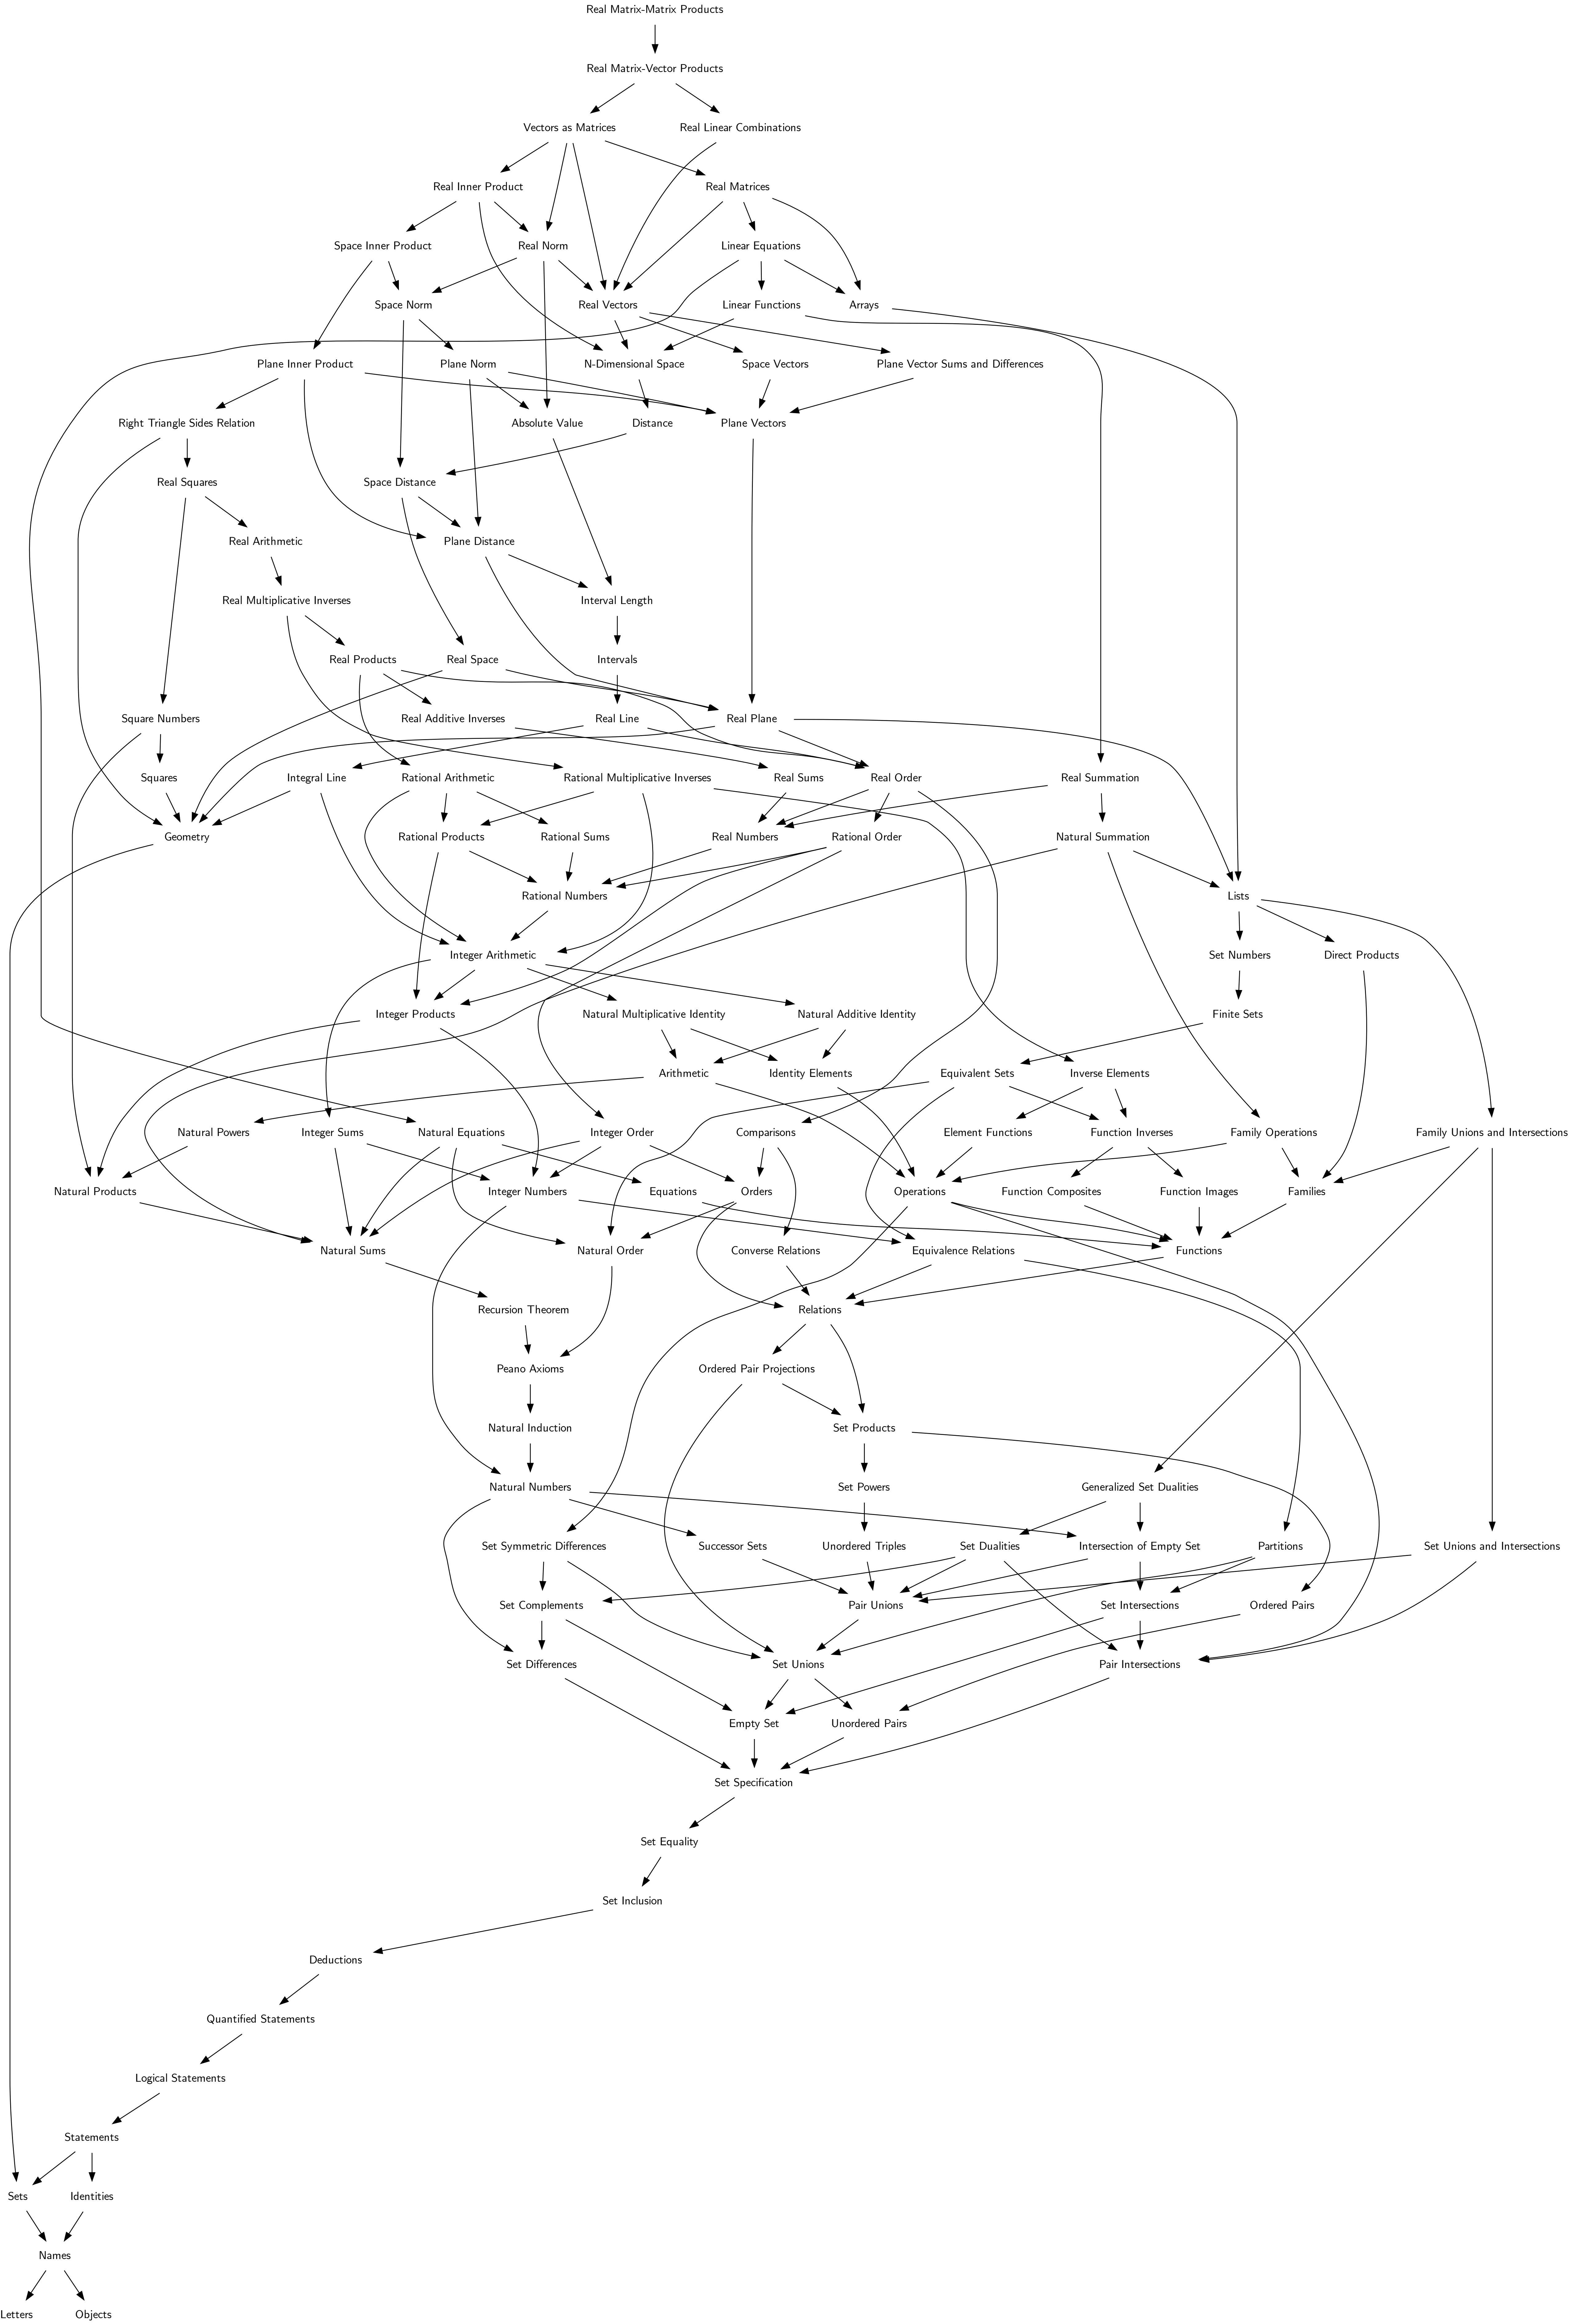 Real Matrix-Matrix Products
Real Matrix-Vector Products
Vectors as Matrices
Real Linear Combinations
Real Inner Product
Real Matrices
Space Inner Product
Real Norm
Linear Equations
Space Norm
Real Vectors
Linear Functions
Arrays
Plane Inner Product
Plane Norm
N-Dimensional Space
Space Vectors
Plane Vector Sums and Differences
Right Triangle Sides Relation
Absolute Value
Distance
Plane Vectors
Real Squares
Space Distance
Real Arithmetic
Plane Distance
Real Multiplicative Inverses
Interval Length
Real Products
Real Space
Intervals
Square Numbers
Real Additive Inverses
Real Line
Real Plane
Squares
Integral Line
Rational Arithmetic
Rational Multiplicative Inverses
Real Sums
Real Order
Real Summation
Geometry
Rational Products
Rational Sums
Real Numbers
Rational Order
Natural Summation
Rational Numbers
Lists
Integer Arithmetic
Set Numbers
Direct Products
Integer Products
Natural Multiplicative Identity
Natural Additive Identity
Finite Sets
Arithmetic
Identity Elements
Equivalent Sets
Inverse Elements
Natural Powers
Integer Sums
Natural Equations
Integer Order
Comparisons
Element Functions
Function Inverses
Family Operations
Family Unions and Intersections
Natural Products
Integer Numbers
Equations
Orders
Operations
Function Composites
Function Images
Families
Natural Sums
Natural Order
Converse Relations
Equivalence Relations
Functions
Recursion Theorem
Relations
Peano Axioms
Ordered Pair Projections
Natural Induction
Set Products
Natural Numbers
Set Powers
Generalized Set Dualities
Set Symmetric Differences
Successor Sets
Unordered Triples
Set Dualities
Intersection of Empty Set
Partitions
Set Unions and Intersections
Set Complements
Pair Unions
Set Intersections
Ordered Pairs
Set Differences
Set Unions
Pair Intersections
Empty Set
Unordered Pairs
Set Specification
Set Equality
Set Inclusion
Deductions
Quantified Statements
Logical Statements
Statements
Sets
Identities
Names
Letters
Objects